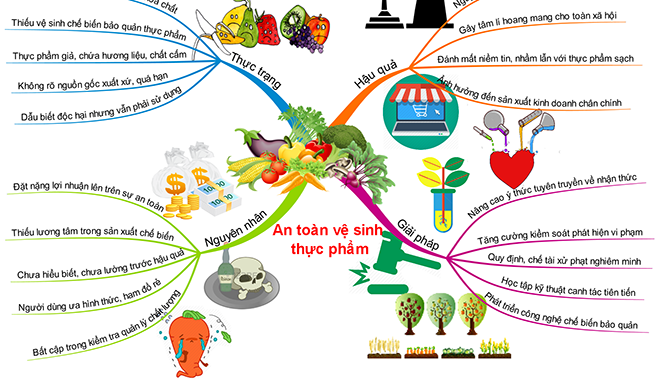 hóa chất
Thiếu vệ sinh chế biến bảo quản thực phẩm
Thực phẩm giả, chứa hương liệu, chất cấm
Không rõ nguồn gốc xuất xứ, quá hạn
Dẫu biết độc hại nhưng vẫn phải sử dụng
Thực trạng
Gây tâm lí hoang mang cho toàn xã hội
Đánh mất niềm tin, nhầm lẫn với thực phẩm sạch
Ảnh hưởng đến sản xuất kinh doanh chân chính
Hậu quả
Đặt nặng lợi nhuận lên trên sự an toàn
Thiếu lương tâm trong sản xuất chế biến
Chưa hiểu biết, chưa lường trước hậu quả
Người dùng ưa hình thức, ham đồ rẻ
Bất cập trong kiểm tra quản lý chất lượng
Nguyên nhân
An toàn vệ sinh
thực phẩm
Giải pháp
Nâng cao ý thức tuyên truyền về nhận thức
Tăng cường kiểm soát phát hiện vi phạm
Quy định, chế tài xử phạt nghiêm minh
Học tập kỹ thuật canh tác tiên tiến
Phát triển công nghệ chế biến bảo quản